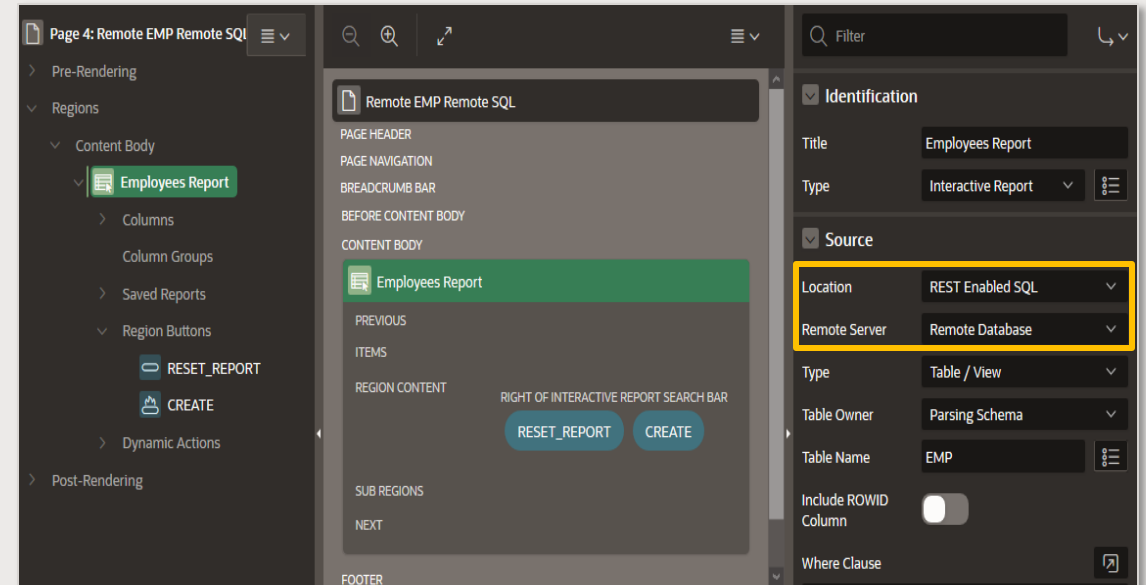 Page 4: Remote EMP Remote SQL
Pre-Rendering
Regions
Content Body
Employees Report
Columns
Column Groups
Saved Reports
Region Buttons
RESET_REPORT
CREATE
Dynamic Actions
Post-Rendering
Remote EMP Remote SQL
PAGE HEADER
PAGE NAVIGATION
BREADCRUMB BAR
BEFORE CONTENT BODY
CONTENT BODY
Employees Report
PREVIOUS
ITEMS
REGION CONTENT
RIGHT OF INTERACTIVE REPORT SEARCH BAR
RESET_REPORT CREATE
SUB REGIONS
NEXT
FOOTER
Filter
Identification
Title Employees Report
Type Interactive Report
Source
Location REST Enabled SQL
Remote Server Remote Database
Type Table / View
Table Owner Parsing Schema
Table Name EMP
Include ROWID
Column
Where Clause